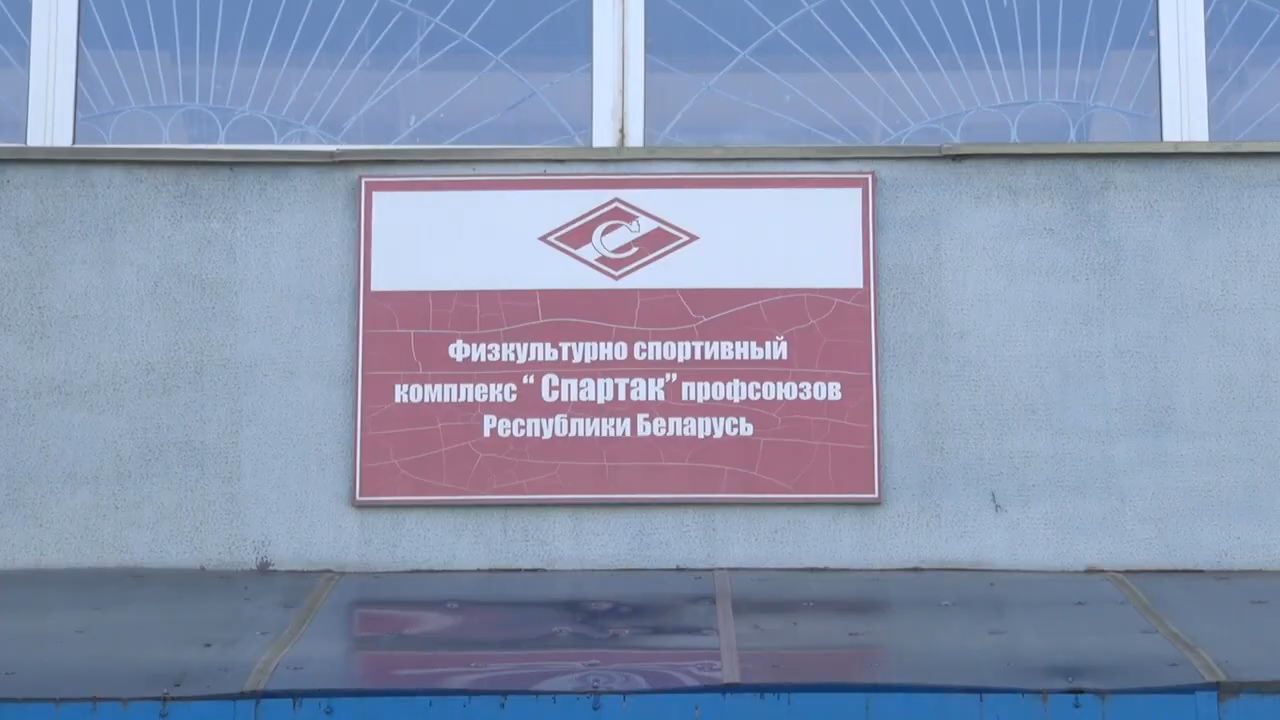 С
Физкультурно спортивный
комплекс “ Спартак” профсоюзов
Республики Беларусь